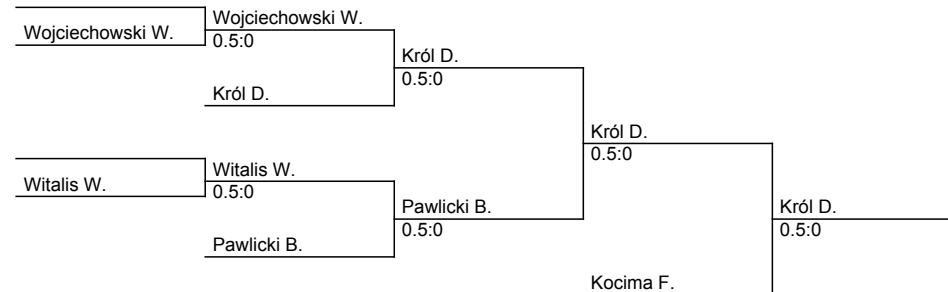 Wojciechowski W.
Wojciechowski W.
0.5:0
Król D.
0.5:0
Król D.
Król D.
0.5:0
Witalis W.
Witalis W.
0.5:0
Pawlicki B.
0.5:0
Król D.
0.5:0
Pawlicki B.
Kocima F.